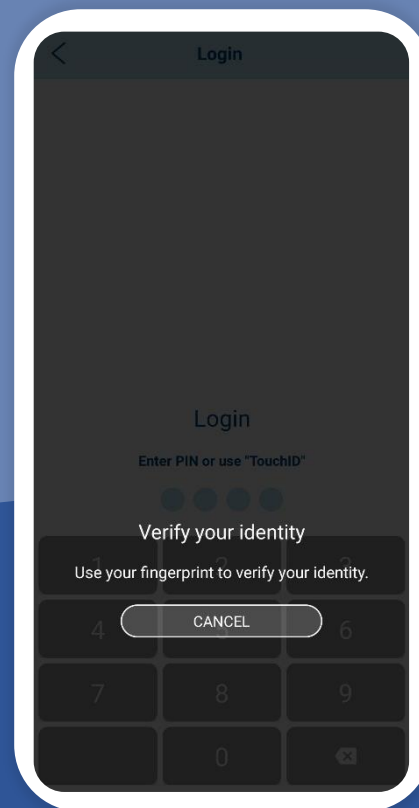 Login
Login
Enter PIN or use "TouchID"
Verify your identity
Use your fingerprint to verify your identity.
CANCEL
4 6
7 8 9
0